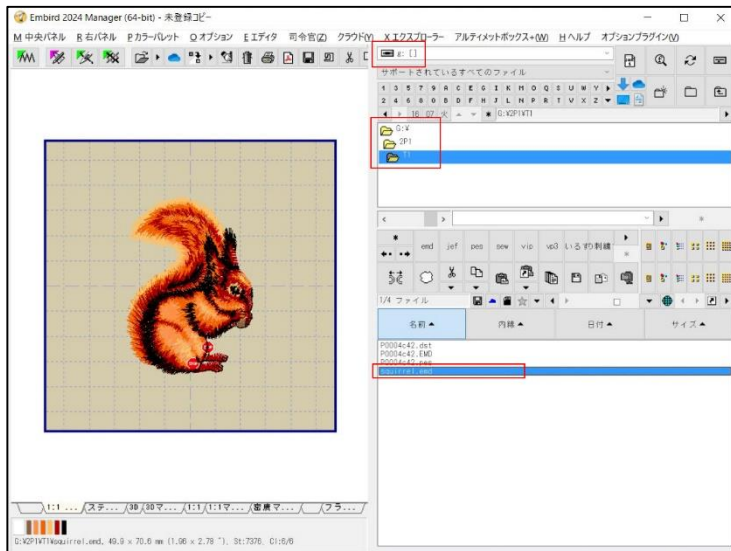 Embird 2024 Manager (64-bit) - 未登録コピー
M 中央パネル R 右パネル P カラーパレット O オプション E エディタ 司令官(Z) クラウド(Y) X エクスプローラー アルティメットボックス+(W) H ヘルプ オプションプラグイン(V)
g: []
サポートされているすべてのファイル
1 3 5 7 9 A C E G I K M O Q S U W Y
2 4 6 8 0 B D F H J L N P R T V X Z
16 07 火 * G:¥2P1¥T1
G:¥
2P1
T1
*
* emd jef pes sew vip vp3 いるずり刺繍
1/4 ファイル
名前 内線 日付 サイズ
P0004c42.dst
P0004c42.EMD
P0004c42.pes
squirrel.emd
1:1 ... ステ... 3D 3Dマ... 1:1 1:1マ... 密度マ... フラ...
G:¥2P1¥T1¥squirrel.emd, 49.9 x 70.6 mm (1.96 x 2.78 "), St:7376, Cl:6/6